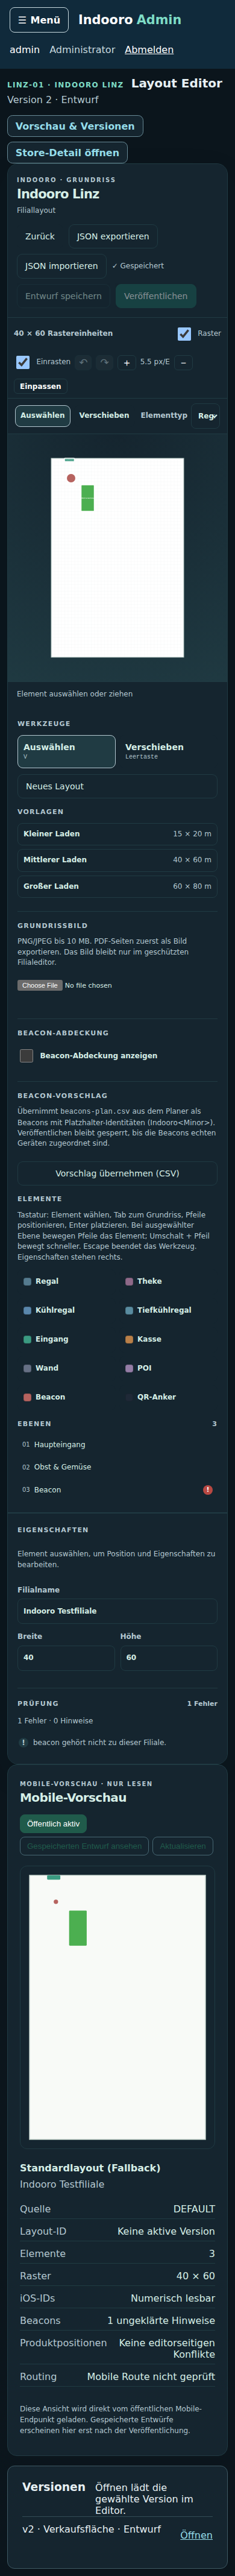 ☰ Menü Indooro Admin
admin Administrator Abmelden
LINZ-01 · INDOORO LINZ Layout Editor
Version 2 · Entwurf
Vorschau & Versionen
Store-Detail öffnen
INDOORO · GRUNDRISS
Indooro Linz
Filiallayout
Zurück JSON exportieren
JSON importieren ✓ Gespeichert
Entwurf speichern Veröffentlichen
40 × 60 Rastereinheiten Raster
Einrasten ↶ ↷ + 5.5 px/E −
Einpassen
Auswählen Verschieben Elementtyp
Element auswählen oder ziehen
WERKZEUGE
Auswählen Verschieben
V Leertaste
Neues Layout
VORLAGEN
Kleiner Laden 15 × 20 m
Mittlerer Laden 40 × 60 m
Großer Laden 60 × 80 m
GRUNDRISSBILD
PNG/JPEG bis 10 MB. PDF-Seiten zuerst als Bild
exportieren. Das Bild bleibt nur im geschützten
Filialeditor.
Choose File No file chosen
BEACON-ABDECKUNG
Beacon-Abdeckung anzeigen
BEACON-VORSCHLAG
Übernimmt beacons-plan.csv aus dem Planer als
Beacons mit Platzhalter-Identitäten (Indooro<Minor>).
Veröffentlichen bleibt gesperrt, bis die Beacons echten
Geräten zugeordnet sind.
Vorschlag übernehmen (CSV)
ELEMENTE
Tastatur: Element wählen, Tab zum Grundriss, Pfeile
positionieren, Enter platzieren. Bei ausgewählter
Ebene bewegen Pfeile das Element; Umschalt + Pfeil
bewegt schneller. Escape beendet das Werkzeug.
Eigenschaften stehen rechts.
Regal Theke
Kühlregal Tiefkühlregal
Eingang Kasse
Wand POI
Beacon QR-Anker
EBENEN 3
01 Haupteingang
02 Obst & Gemüse
03 Beacon !
EIGENSCHAFTEN
Element auswählen, um Position und Eigenschaften zu
bearbeiten.
Filialname
Indooro Testfiliale
Breite Höhe
40 60
PRÜFUNG 1 Fehler
1 Fehler · 0 Hinweise
! beacon gehört nicht zu dieser Filiale.
MOBILE-VORSCHAU · NUR LESEN
Mobile-Vorschau
Öffentlich aktiv
Gespeicherten Entwurf ansehen Aktualisieren
Standardlayout (Fallback)
Indooro Testfiliale
Quelle DEFAULT
Layout-ID Keine aktive Version
Elemente 3
Raster 40 × 60
iOS-IDs Numerisch lesbar
Beacons 1 ungeklärte Hinweise
Produktpositionen Keine editorseitigen
Konflikte
Routing Mobile Route nicht geprüft
Diese Ansicht wird direkt vom öffentlichen Mobile-
Endpunkt geladen. Gespeicherte Entwürfe
erscheinen hier erst nach der Veröffentlichung.
Versionen Öffnen lädt die
gewählte Version im
Editor.
v2 · Verkaufsfläche · Entwurf
Öffnen